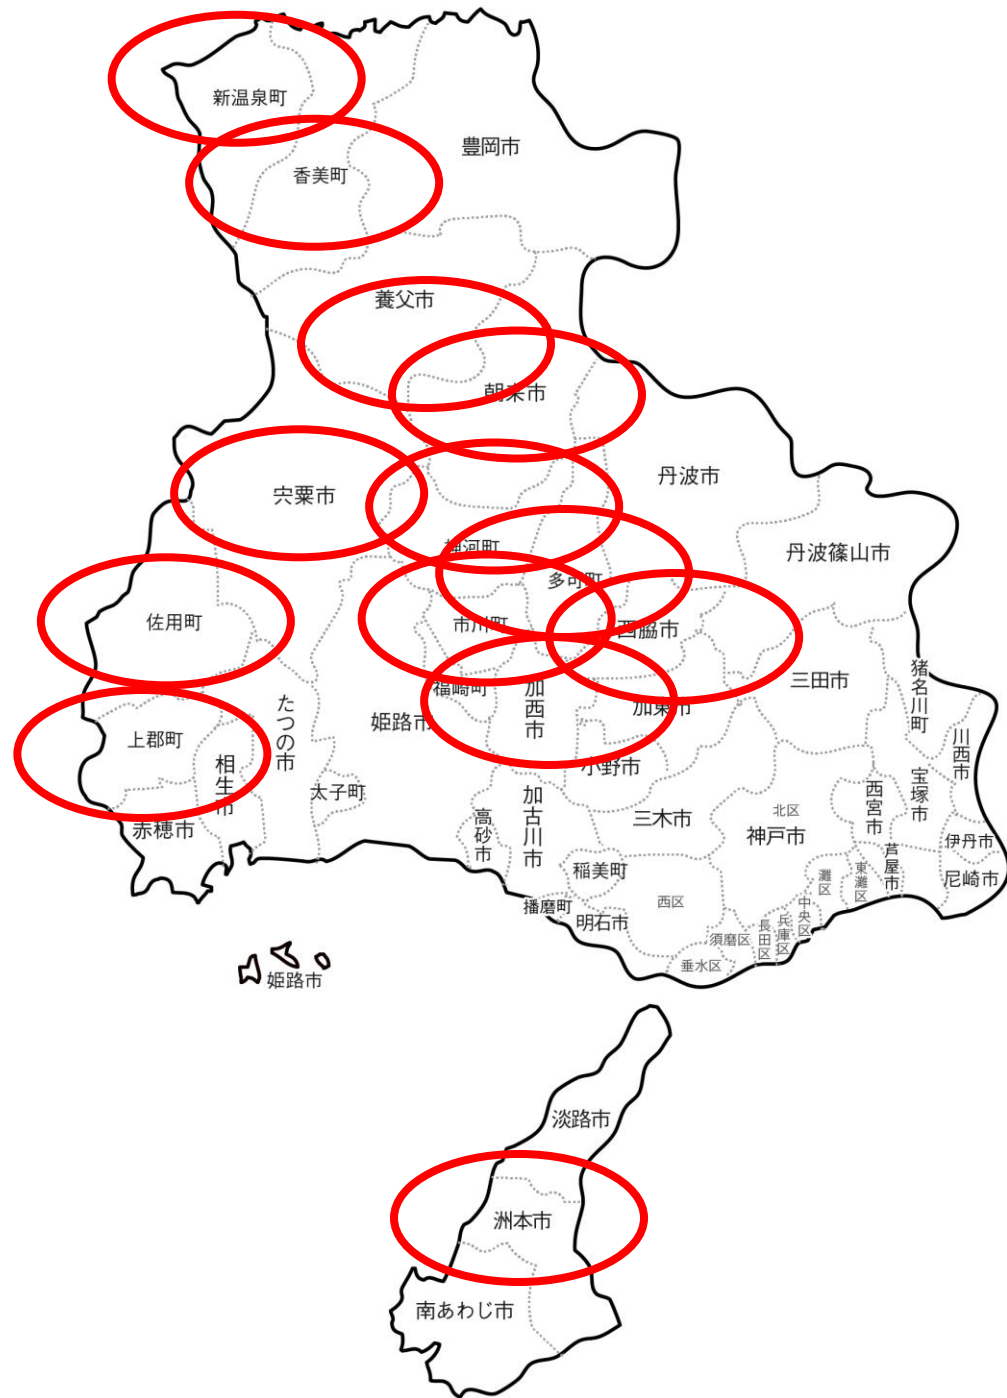 新温泉町
香美町
豊岡市
養父市
朝来市
宍粟市
丹波市
神河町
丹波篠山市
多可町
佐用町
市川町
西脇市
福崎町
加西市
加東市
三田市
猪名川町
たつの市
姫路市
上郡町
相生市
小野市
川西市
太子町
加古川市
高砂市
三木市
北区
神戸市
西宮市
宝塚市
赤穂市
芦屋市
伊丹市
尼崎市
稲美町
灘区
東灘区
西区
播磨町
明石市
中央区
兵庫区
長田区
須磨区
垂水区
姫路市
淡路市
洲本市
南あわじ市